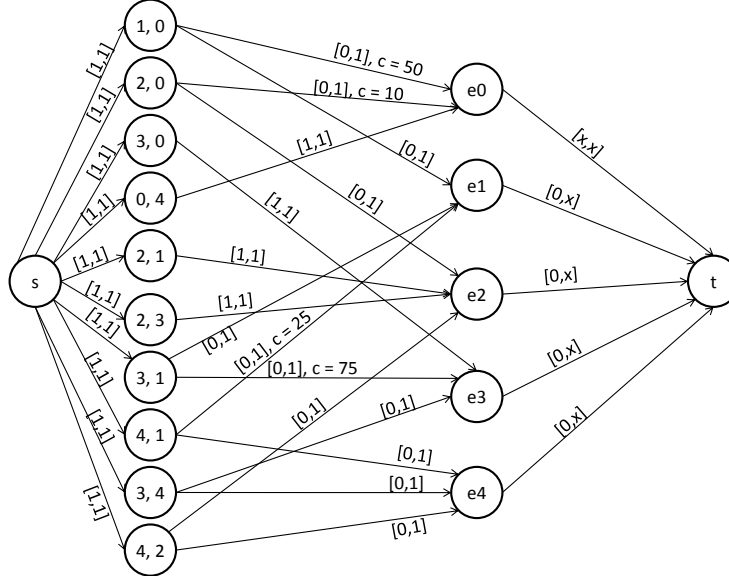 1, 0
2, 0
3, 0
0, 4
s
2, 1
2, 3
3, 1
4, 1
3, 4
4, 2
[1,1]
[1,1]
[1,1]
[1,1]
[1,1]
[1,1]
[1,1]
[1,1]
[1,1]
[1,1]
[0,1], c = 50
[0,1], c = 10
[1,1]
[0,1]
[0,1]
[1,1]
[1,1]
[1,1]
[0,1]
[0,1], c = 25
[0,1], c = 75
[0,1]
[0,1]
[0,1]
[0,1]
[0,1]
e0
e1
e2
e3
e4
[x,x]
[0,x]
[0,x]
[0,x]
[0,x]
t